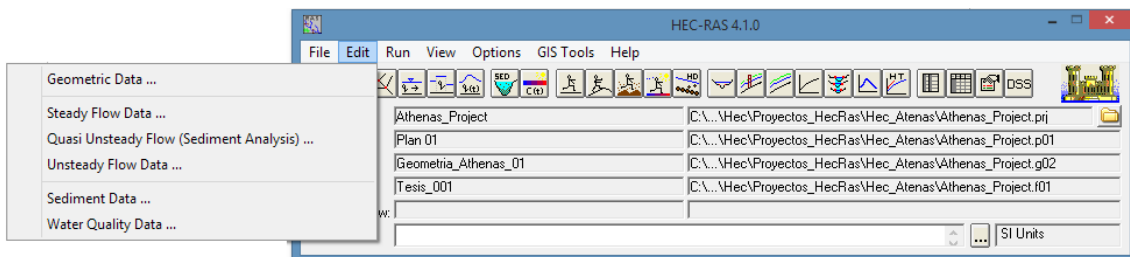 HEC-RAS 4.1.0
File Edit Run View Options GIS Tools Help
Geometric Data ...
Steady Flow Data ...
Quasi Unsteady Flow (Sediment Analysis) ...
Unsteady Flow Data ...
Sediment Data ...
Water Quality Data ...
SED C(t) HD HT DSS
Athenas_Project C:\...\Hec\Proyectos_HecRas\Hec_Atenas\Athenas_Project.prj
Plan 01 C:\...\Hec\Proyectos_HecRas\Hec_Atenas\Athenas_Project.p01
Geometria_Athenas_01 C:\...\Hec\Proyectos_HecRas\Hec_Atenas\Athenas_Project.g02
Tesis_001 C:\...\Hec\Proyectos_HecRas\Hec_Atenas\Athenas_Project.f01
w:
... SI Units